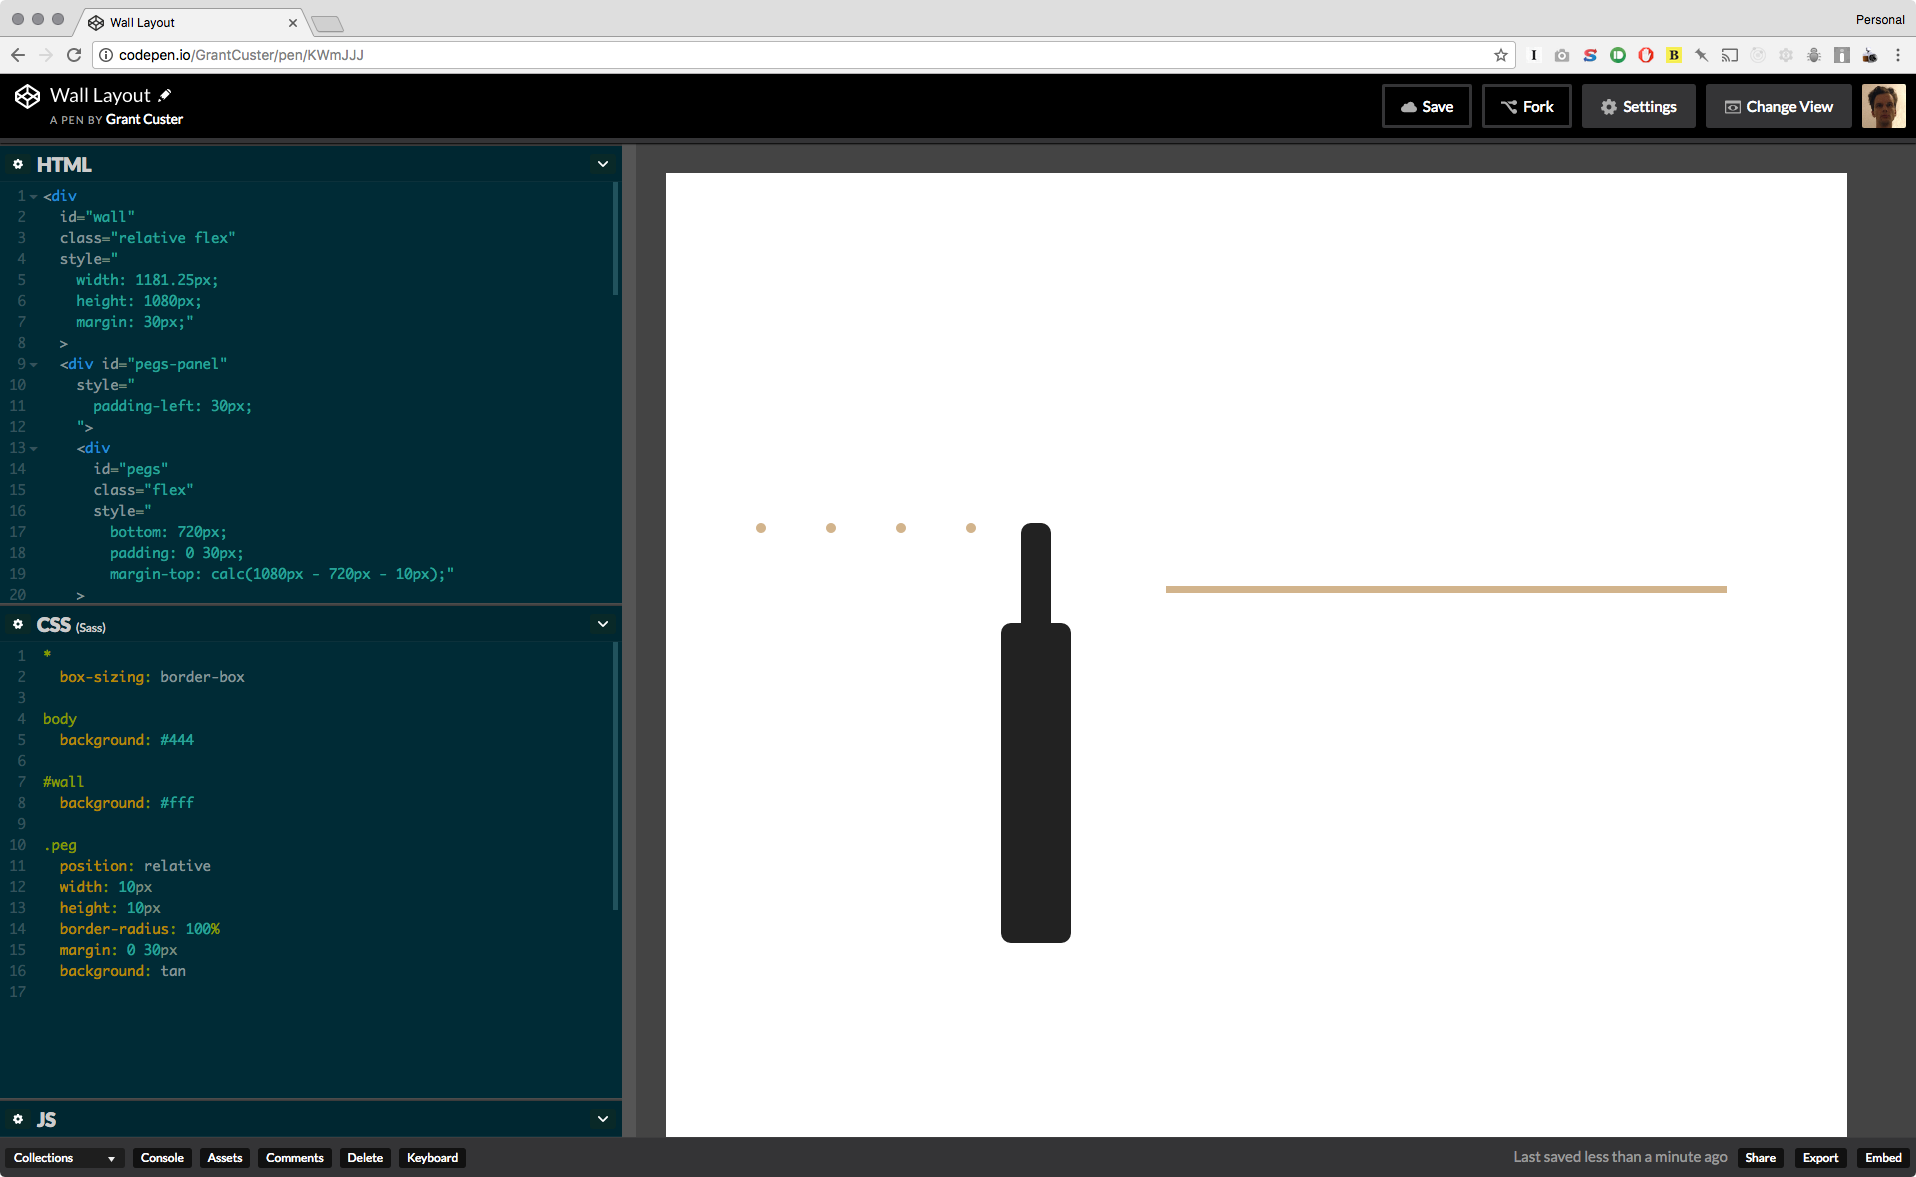 Wall Layout
Personal
codepen.io/GrantCuster/pen/KWmJJJ
Wall Layout
A PEN BY Grant Custer
Save
Fork
Settings
Change View
HTML
1 <div
2 id="wall"
3 class="relative flex"
4 style="
5 width: 1181.25px;
6 height: 1080px;
7 margin: 30px;"
8 >
9 <div id="pegs-panel"
10 style="
11 padding-left: 30px;
12 ">
13 <div
14 id="pegs"
15 class="flex"
16 style="
17 bottom: 720px;
18 padding: 0 30px;
19 margin-top: calc(1080px - 720px - 10px);"
20 >
CSS (Sass)
1 *
2 box-sizing: border-box
3
4 body
5 background: #444
6
7 #wall
8 background: #fff
9
10 .peg
11 position: relative
12 width: 10px
13 height: 10px
14 border-radius: 100%
15 margin: 0 30px
16 background: tan
17
JS
Collections
Console
Assets
Comments
Delete
Keyboard
Last saved less than a minute ago
Share
Export
Embed